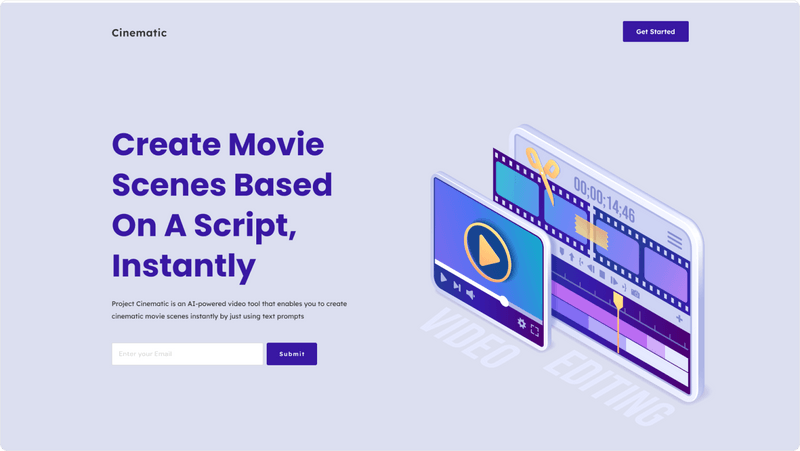 Cinematic
Get Started
Create Movie
Scenes Based
On A Script,
Instantly
Project Cinematic is an AI-powered video tool that enables you to create
cinematic movie scenes instantly by just using text prompts
Enter your Email
Submit
00;00;14;46
VIDEO
EDITING